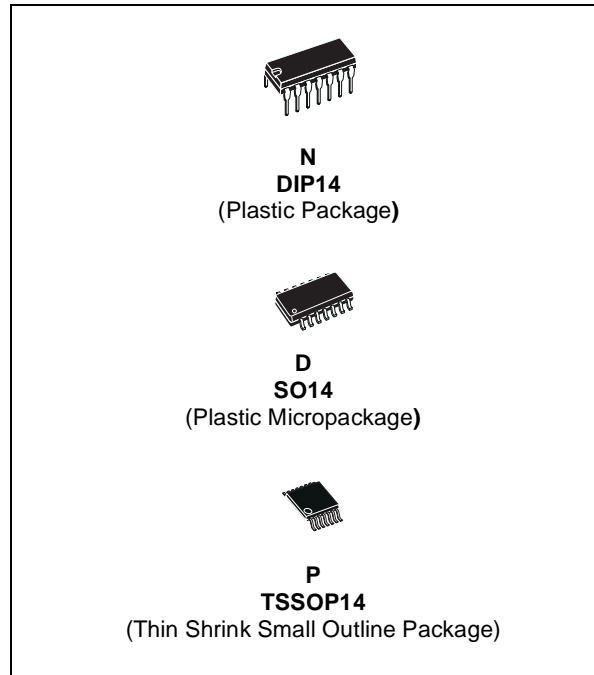 N
DIP14
(Plastic Package)
D
SO14
(Plastic Micropackage)
P
TSSOP14
(Thin Shrink Small Outline Package)